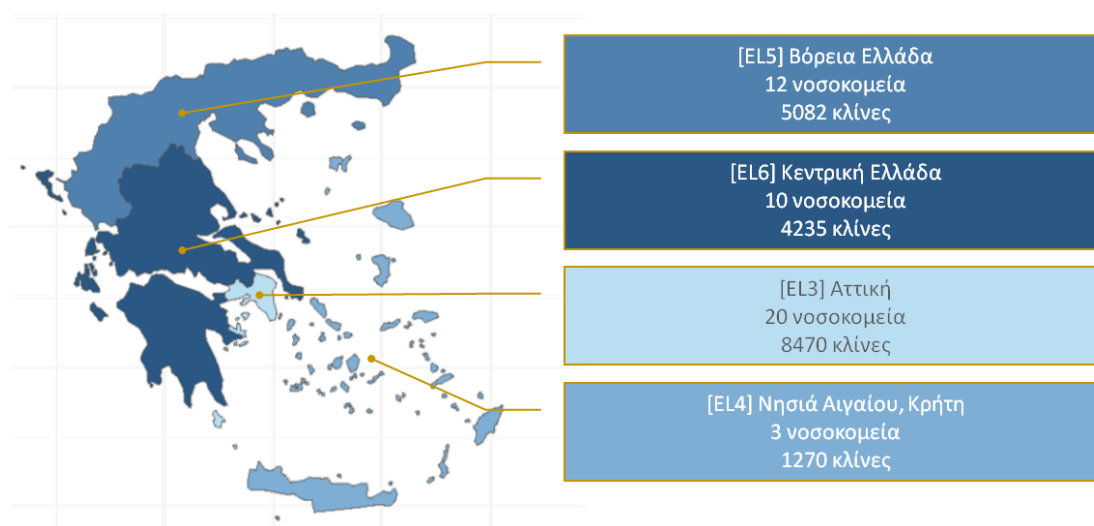 [EL5] Βόρεια Ελλάδα
12 νοσοκομεία
5082 κλίνες
[EL6] Κεντρική Ελλάδα
10 νοσοκομεία
4235 κλίνες
[EL3] Αττική
20 νοσοκομεία
8470 κλίνες
[EL4] Νησιά Αιγαίου, Κρήτη
3 νοσοκομεία
1270 κλίνες